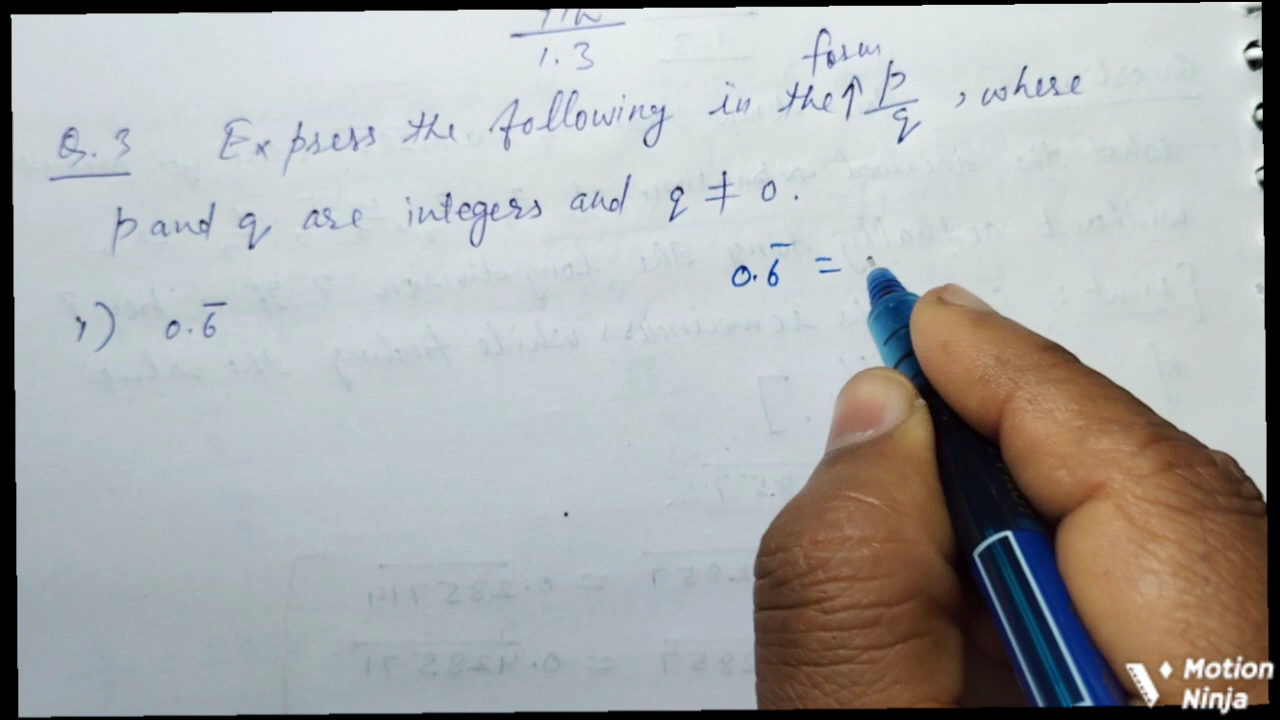 1.3
form
Q.3 Express the following in the↑ p/q , where
p and q are integers and q ≠ 0.
0.6̅ =
i) 0.6̅
Motion
Ninja